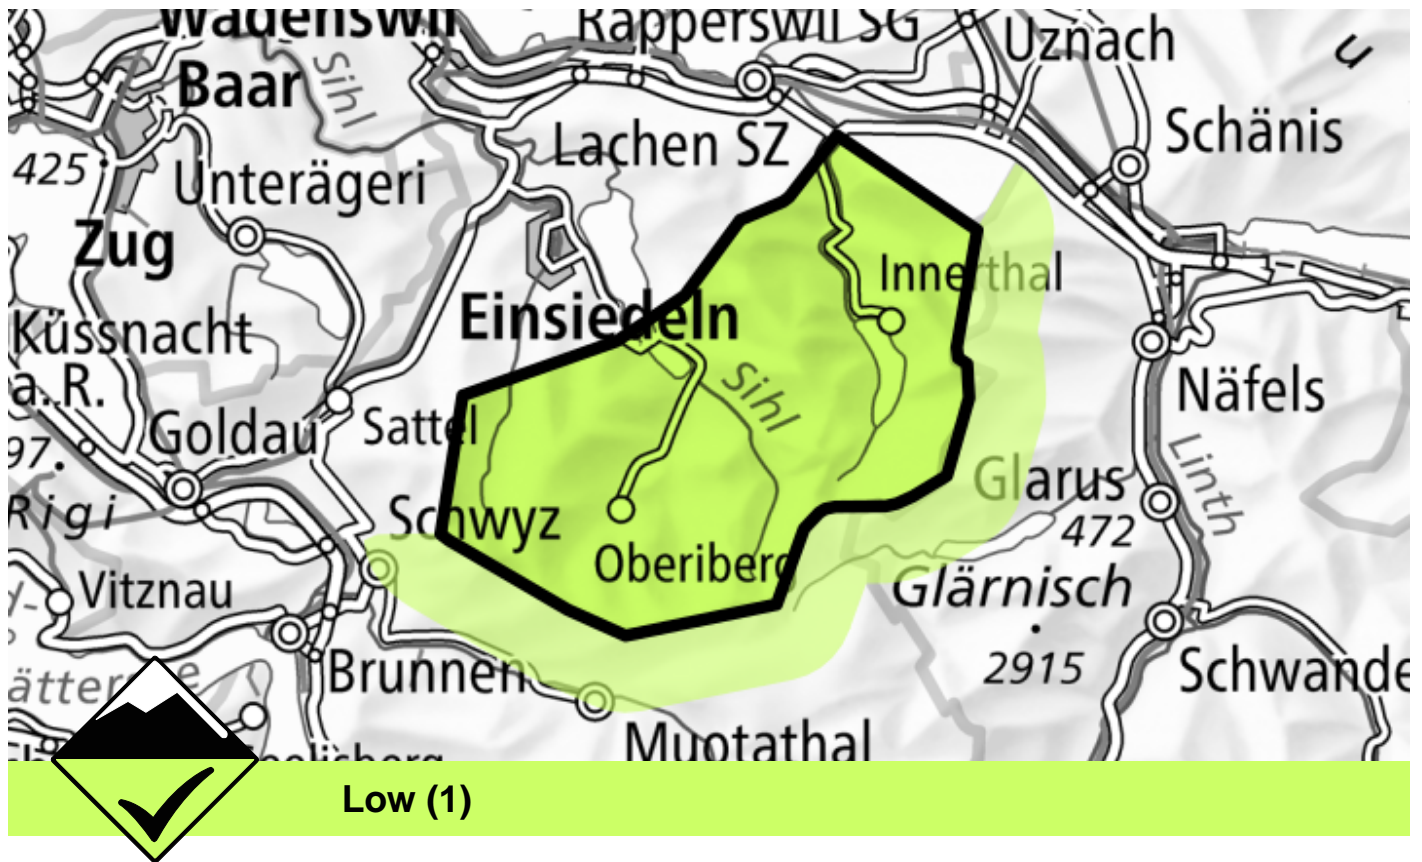 Wädenswil
Rapperswil SG
Uznach
u
Baar
Sihl
Lachen SZ
Schänis
425
Unterägeri
Zug
Innerthal
Küssnacht
a. R.
Einsiedeln
Sihl
Näfels
Goldau
Sattel
97
Rigi
Schwyz
Glarus
472
Linth
Oberiberg
Vitznau
Glärnisch
2915
Brunnen
Schwande
Muotathal
Low (1)